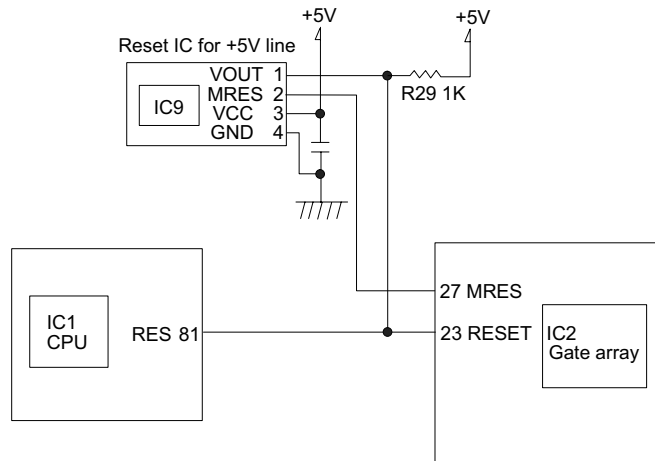 +5V
+5V
Reset IC for +5V line
VOUT 1
MRES 2
VCC 3
GND 4
IC9
R29 1K
IC1
CPU
RES 81
27 MRES
23 RESET
IC2
Gate array